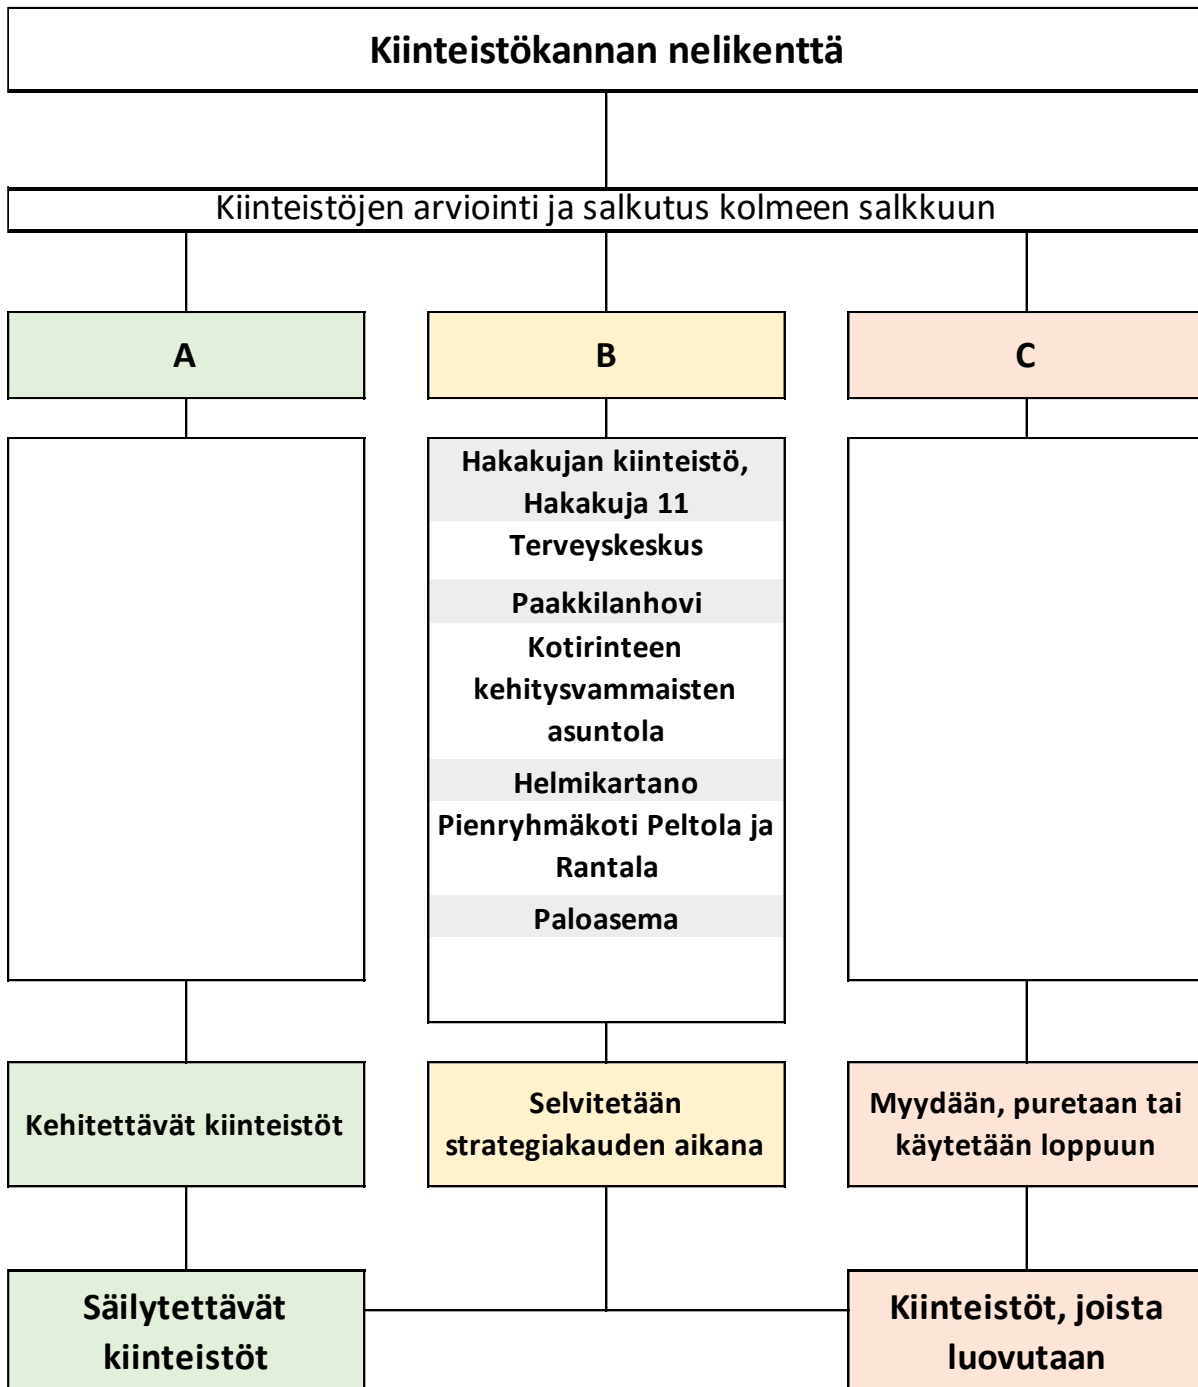 Kiinteistökannan nelikenttä
Kiinteistöjen arviointi ja salkutus kolmeen salkkuun
A
B
C
Hakakujan kiinteistö,
Hakakuja 11
Terveyskeskus
Paakkilanhovi
Kotirinteen
kehitysvammaisten
asuntola
Helmikartano
Pienryhmäkoti Peltola ja
Rantala
Paloasema
Kehitettävät kiinteistöt
Selvitetään
strategiakauden aikana
Myydään, puretaan tai
käytetään loppuun
Säilytettävät
kiinteistöt
Kiinteistöt, joista
luovutaan